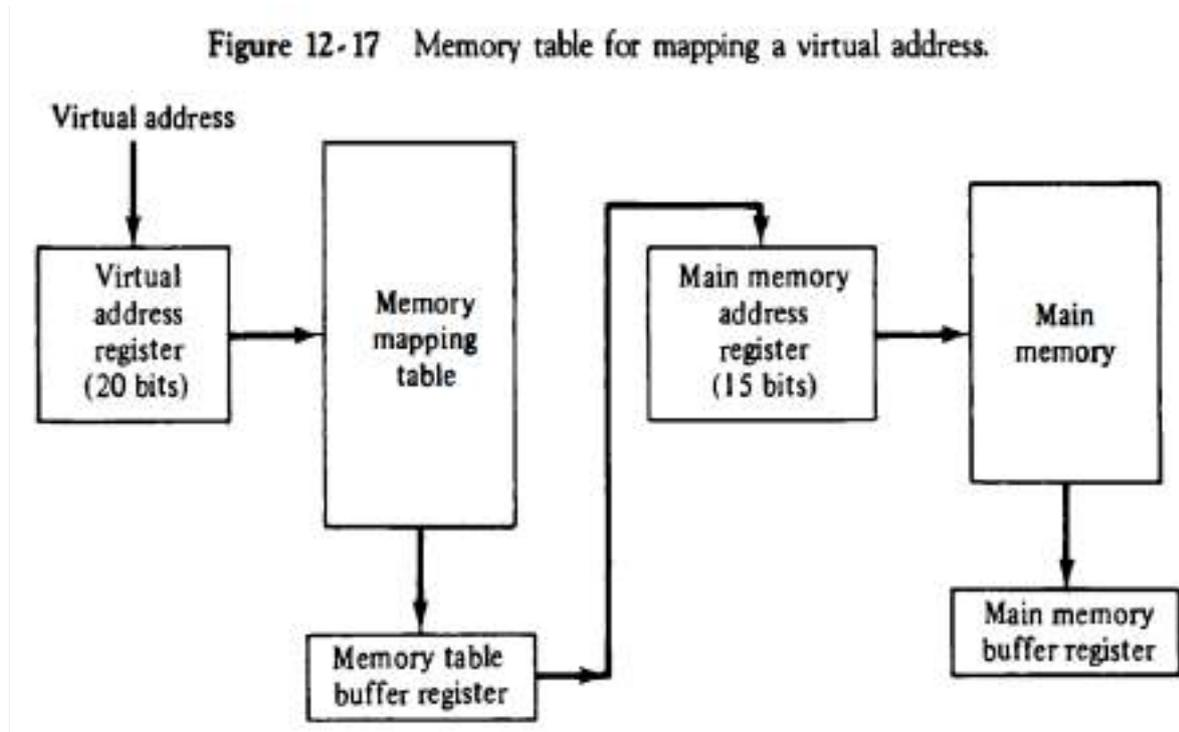 Figure 12-17 Memory table for mapping a virtual address.
Virtual address
Virtual
address
register
(20 bits)
Memory
mapping
table
Memory table
buffer register
Main memory
address
register
(15 bits)
Main
memory
Main memory
buffer register